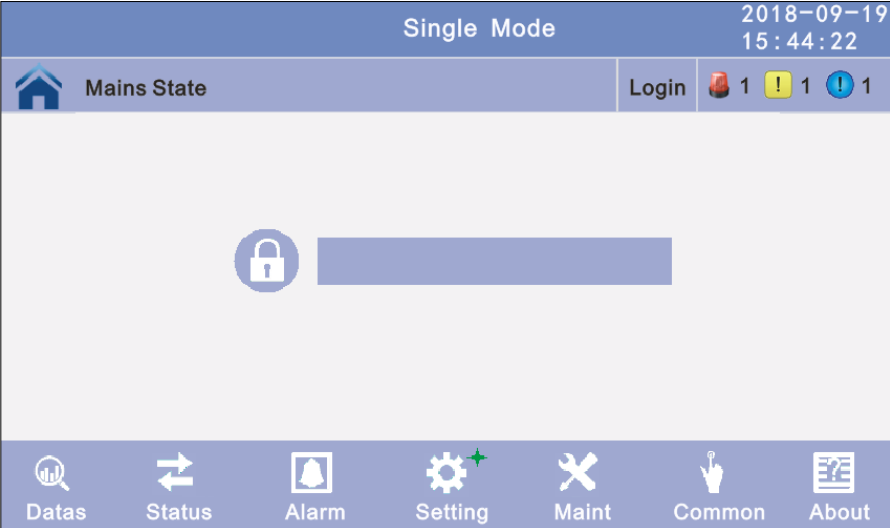 Single Mode
2018-09-19
15:44:22
Mains State
Login
1
! 1
! 1
Datas
Status
Alarm
Setting
Maint
Common
? About